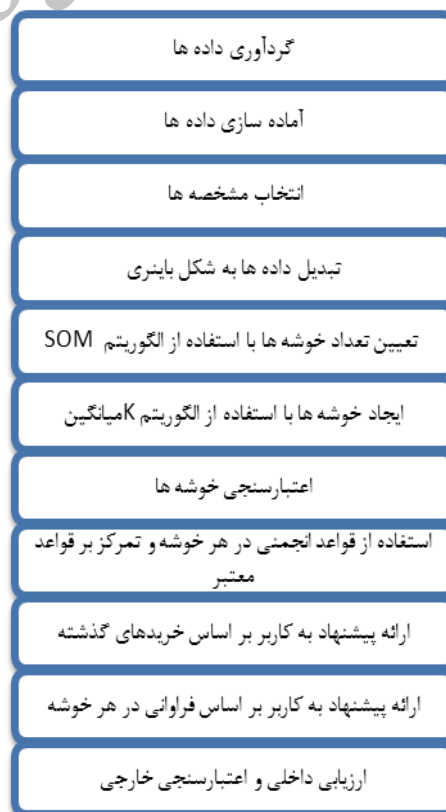 گردآوری داده ها
آماده سازی داده ها
انتخاب مشخصه ها
تبدیل داده ها به شکل باینری
تعیین تعداد خوشه ها با استفاده از الگوریتم SOM
ایجاد خوشه ها با استفاده از الگوریتم Kمیانگین
اعتبارسنجی خوشه ها
استفاده از قواعد انجمنی در هر خوشه و تمرکز بر قواعد
معتبر
ارائه پیشنهاد به کاربر بر اساس خریدهای گذشته
ارائه پیشنهاد به کاربر بر اساس فراوانی در هر خوشه
ارزیابی داخلی و اعتبارسنجی خارجی